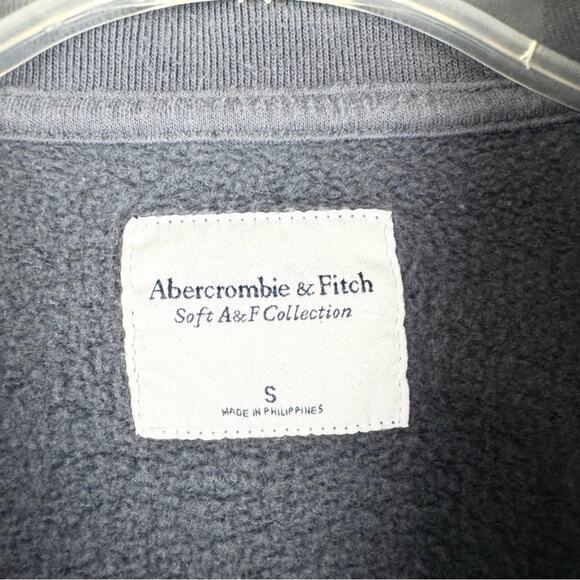 Abercrombie & Fitch
Soft A&F Collection
S
MADE IN PHILIPPINES